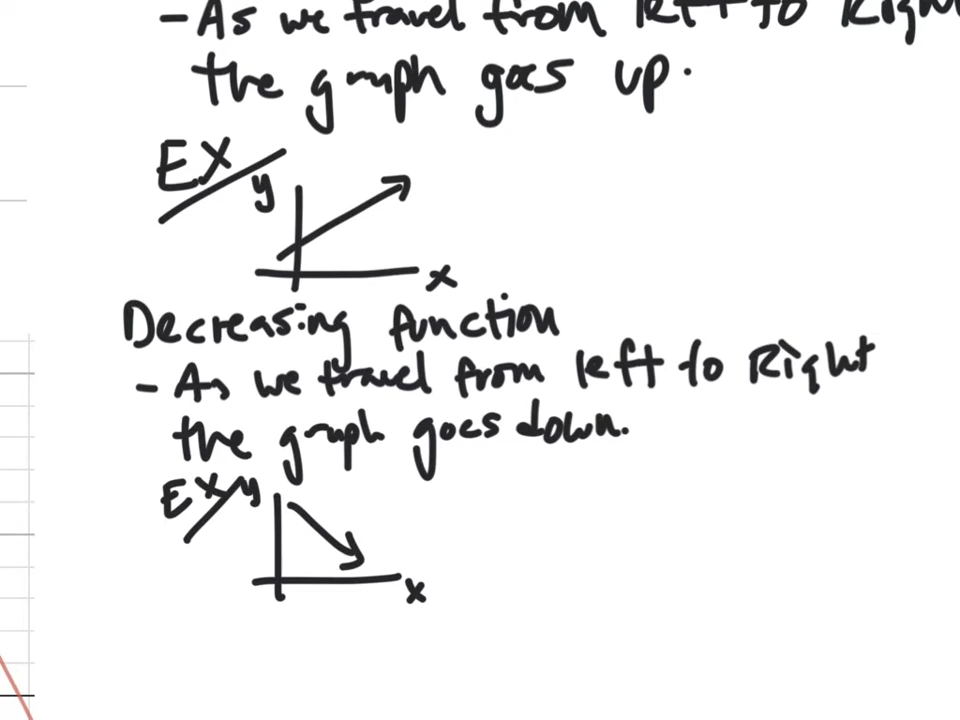 - As we travel from left to Right
the graph goes up.
EX/
y
x
Decreasing function
- As we travel from left to Right
the graph goes down.
EX/ y
x